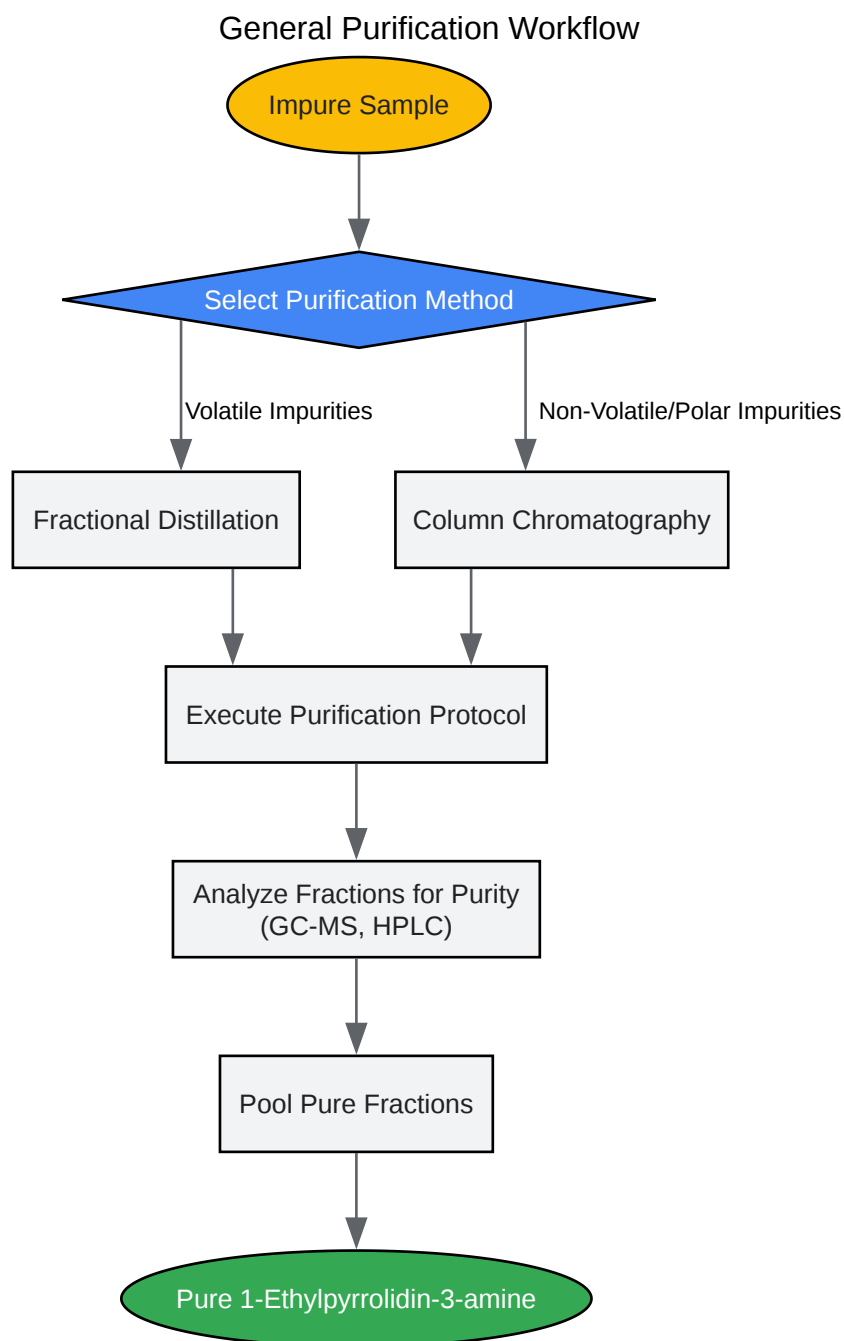 General Purification Workflow
Impure Sample
Select Purification Method
Volatile Impurities
Non-Volatile/Polar Impurities
Fractional Distillation
Column Chromatography
Execute Purification Protocol
Analyze Fractions for Purity
(GC-MS, HPLC)
Pool Pure Fractions
Pure 1-Ethylpyrrolidin-3-amine